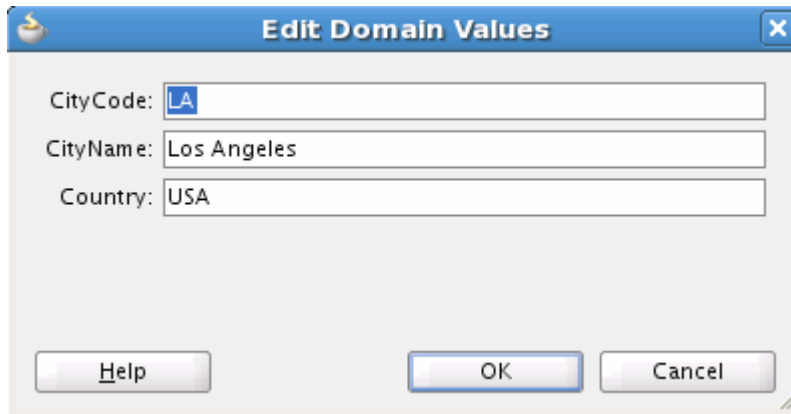 Edit Domain Values
CityCode: LA
CityName: Los Angeles
Country: USA
Help OK Cancel